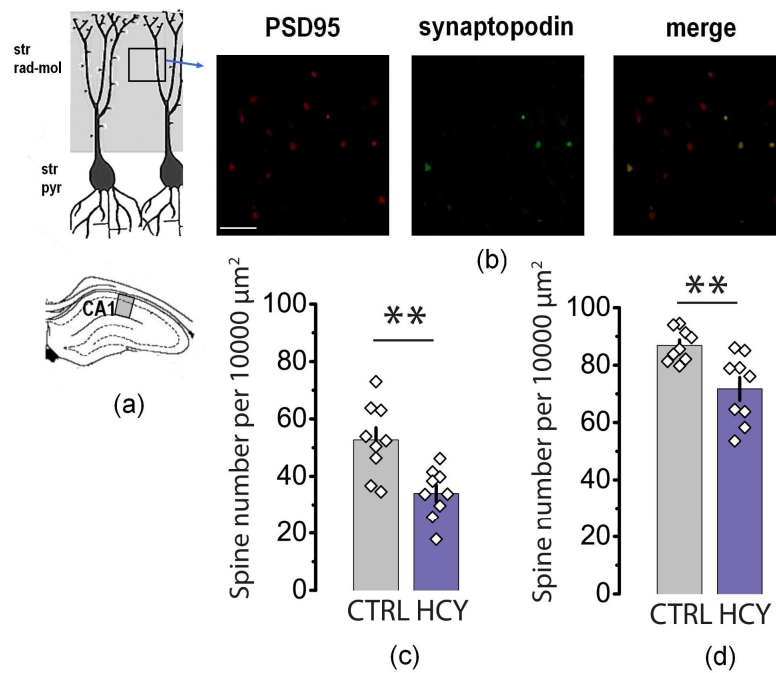 str
rad-mol
str
pyr
CA1
(a)
PSD95 synaptopodin merge
(b)
Spine number per 10000 µm²
100
80
60
40
20
0
**
CTRL HCY
(c)
Spine number per 10000 µm²
100
80
60
40
20
0
**
CTRL HCY
(d)